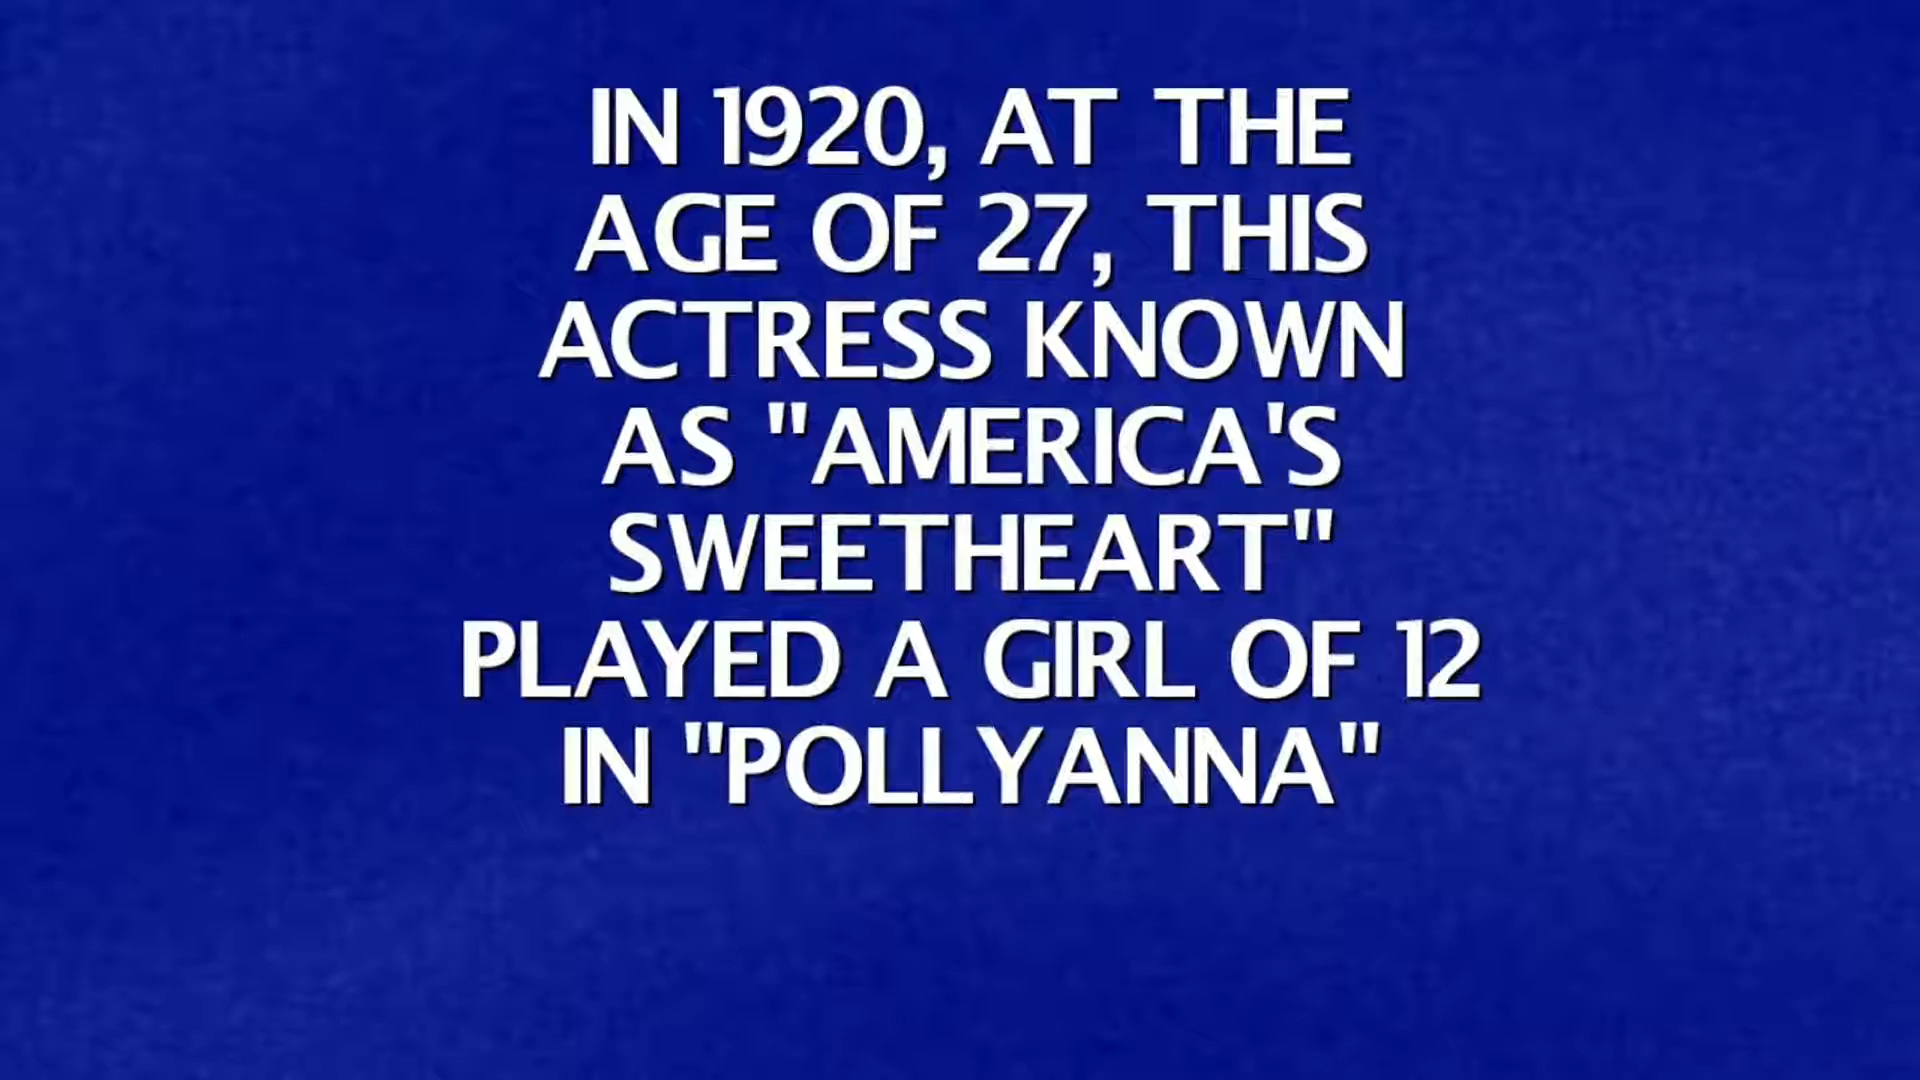 IN 1920, AT THE
AGE OF 27, THIS
ACTRESS KNOWN
AS "AMERICA'S
SWEETHEART"
PLAYED A GIRL OF 12
IN "POLLYANNA"